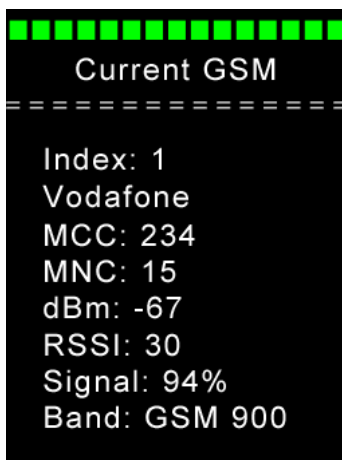 Current GSM
================
Index: 1
Vodafone
MCC: 234
MNC: 15
dBm: -67
RSSI: 30
Signal: 94%
Band: GSM 900